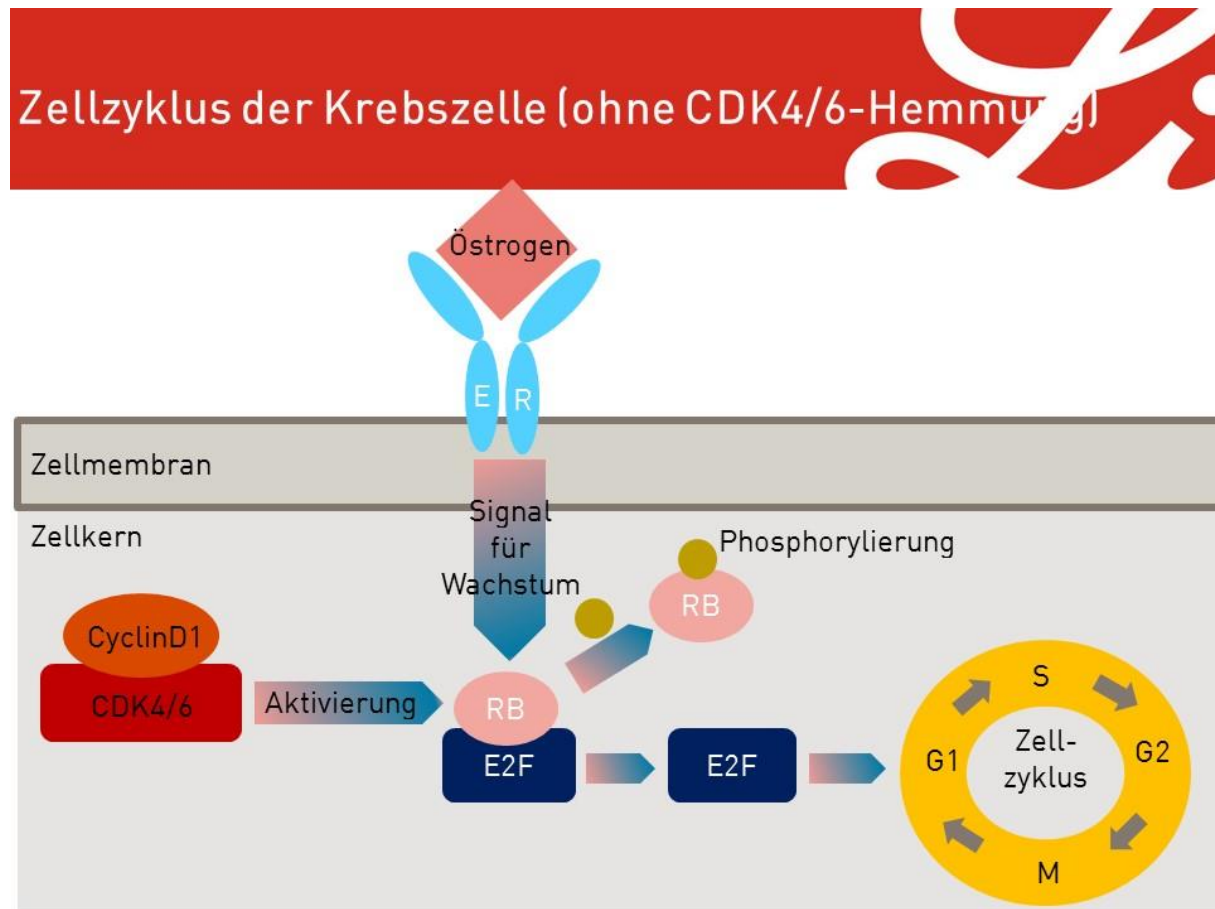 Zellzyklus der Krebszelle (ohne CDK4/6-Hemmung)
Östrogen
E R
Zellmembran
Zellkern
Signal
für
Wachstum
Phosphorylierung
RB
CyclinD1
CDK4/6
Aktivierung
RB
E2F
E2F
S
G1
G2
M
Zell-
zyklus